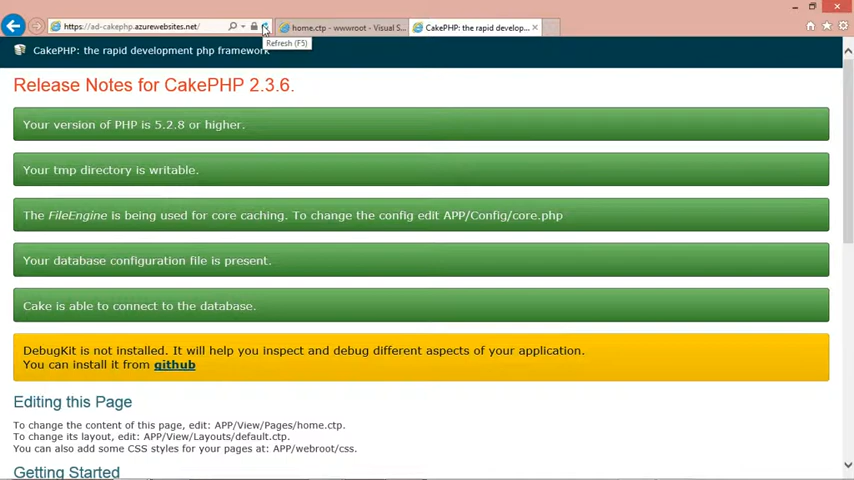 https://ad-cakephp.azurewebsites.net/
home.ctp - wwwroot - Visual S...
CakePHP: the rapid develop...
Refresh (F5)
CakePHP: the rapid development php framework
Release Notes for CakePHP 2.3.6.
Your version of PHP is 5.2.8 or higher.
Your tmp directory is writable.
The FileEngine is being used for core caching. To change the config edit APP/Config/core.php
Your database configuration file is present.
Cake is able to connect to the database.
DebugKit is not installed. It will help you inspect and debug different aspects of your application.
You can install it from github
Editing this Page
To change the content of this page, edit: APP/View/Pages/home.ctp.
To change its layout, edit: APP/View/Layouts/default.ctp.
You can also add some CSS styles for your pages at: APP/webroot/css.
Getting Started